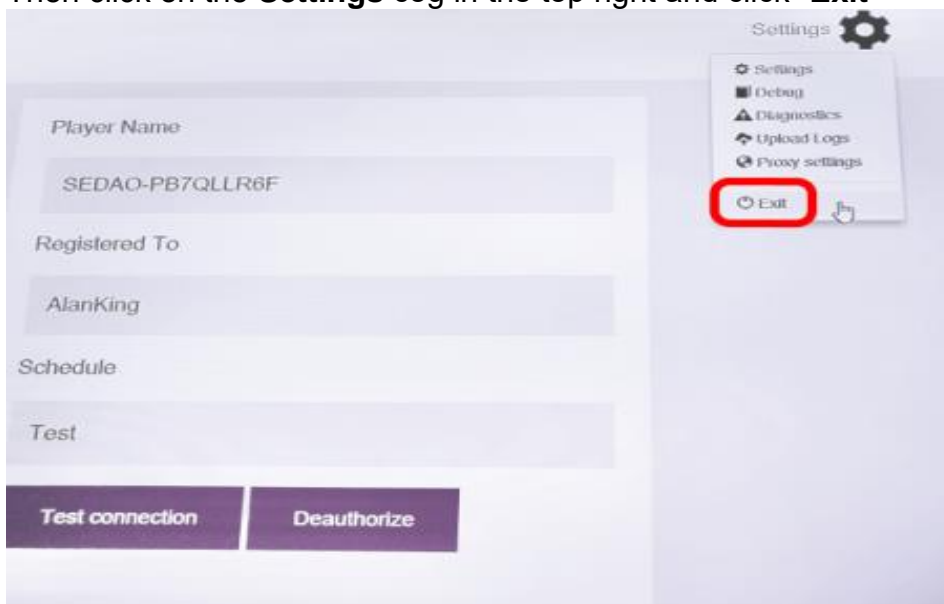 Then click on the Settings cog in the top right and click "Exit"
Settings
Settings
Debug
Diagnostics
Upload Logs
Proxy settings
Exit
Player Name
SEDAO-PB7QLLR6F
Registered To
AlanKing
Schedule
Test
Test connection
Deauthorize